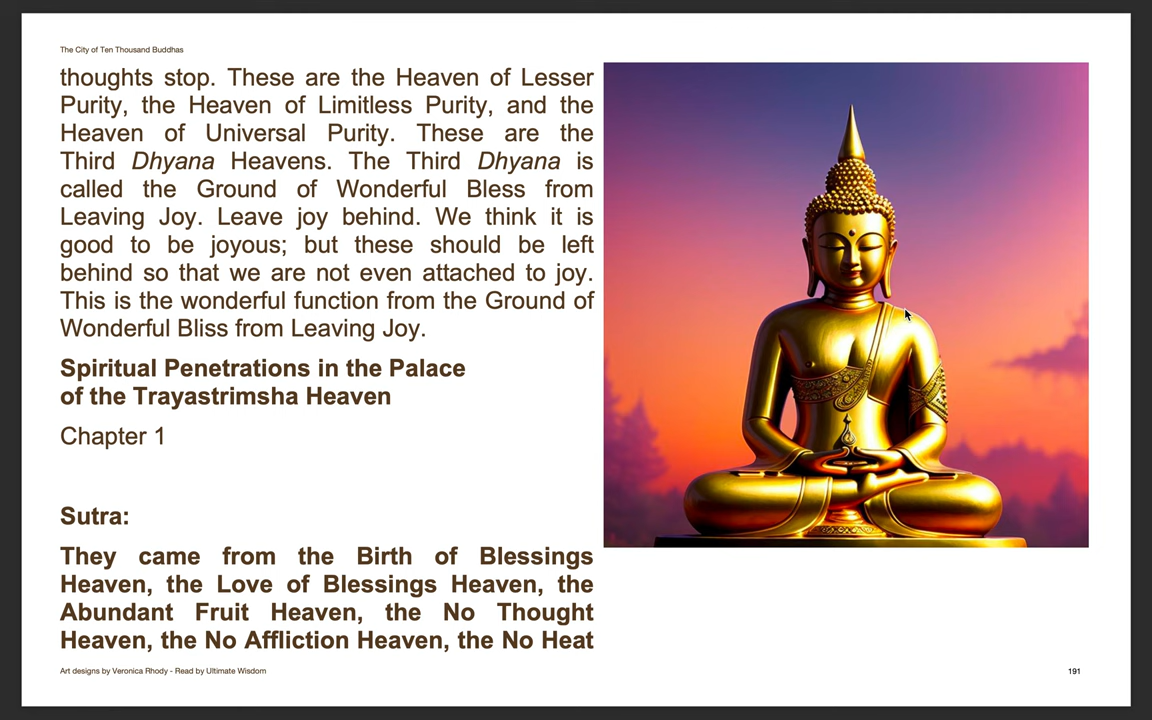 The City of Ten Thousand Buddhas
thoughts stop. These are the Heaven of Lesser
Purity, the Heaven of Limitless Purity, and the
Heaven of Universal Purity. These are the
Third Dhyana Heavens. The Third Dhyana is
called the Ground of Wonderful Bless from
Leaving Joy. Leave joy behind. We think it is
good to be joyous; but these should be left
behind so that we are not even attached to joy.
This is the wonderful function from the Ground of
Wonderful Bliss from Leaving Joy.
Spiritual Penetrations in the Palace
of the Trayastrimsha Heaven
Chapter 1
Sutra:
They came from the Birth of Blessings
Heaven, the Love of Blessings Heaven, the
Abundant Fruit Heaven, the No Thought
Heaven, the No Affliction Heaven, the No Heat
Art designs by Veronica Rhody - Read by Ultimate Wisdom
191